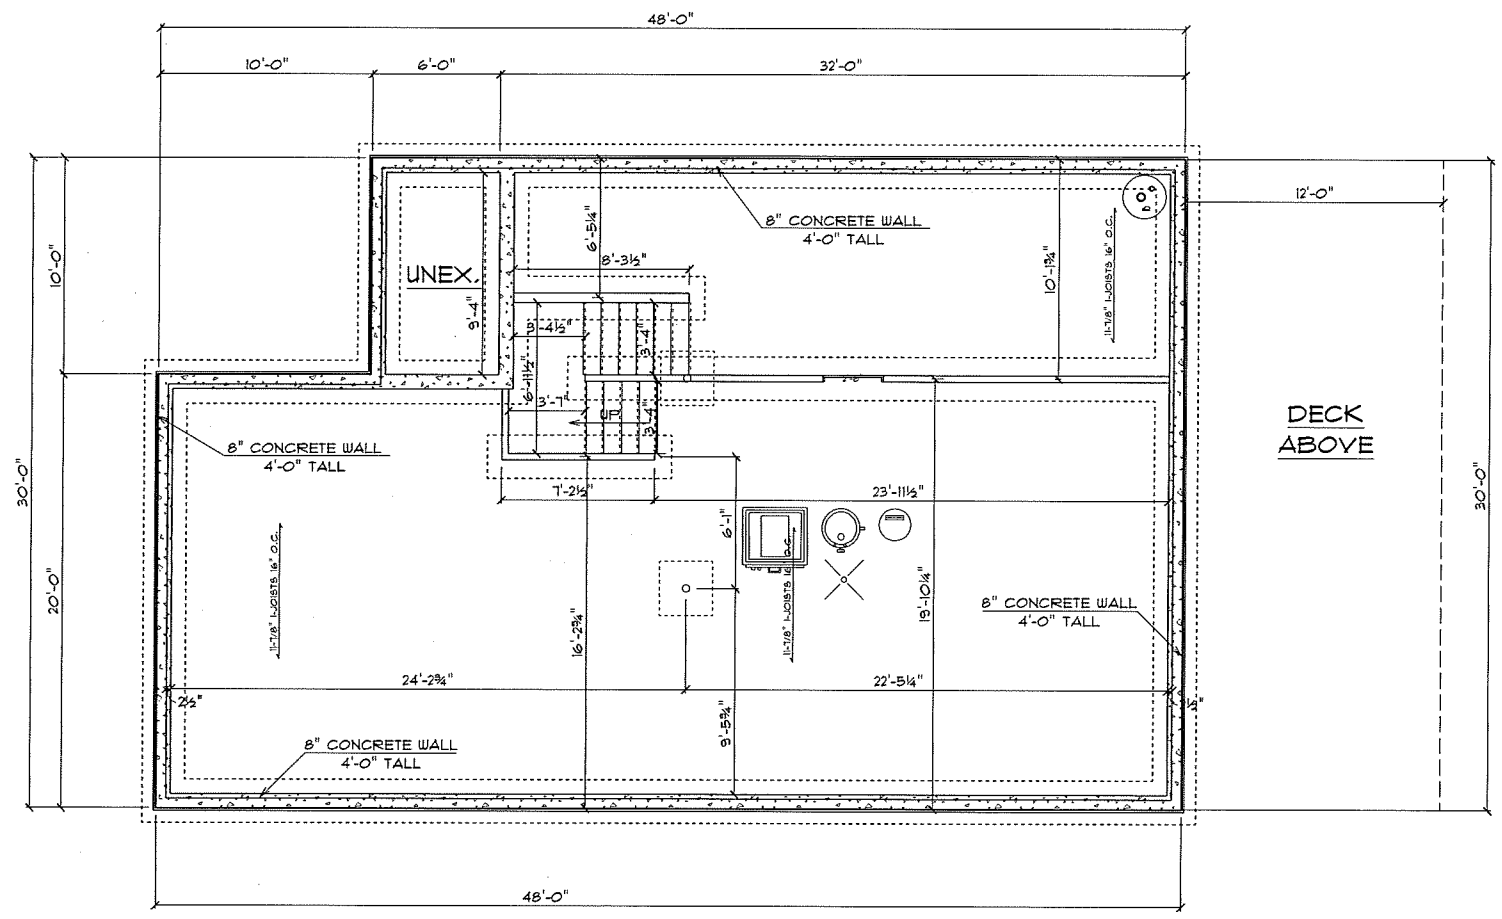 48'-0"
10'-0"
6'-0"
32'-0"
12'-0"
8" CONCRETE WALL
4'-0" TALL
6'-5¼"
8'-3½"
10'-0"
UNEX.
9'-4"
10'-1¾"
11-7/8" I-JOISTS 16" O.C.
3'-4½"
3'-4"
6'-11½"
3'-7"
UP
3'-4"
DECK
ABOVE
8" CONCRETE WALL
4'-0" TALL
30'-0"
30'-0"
7'-2½"
23'-11½"
6'-1"
11-7/8" I-JOISTS 16" O.C.
11-7/8" I-JOISTS 16" O.C.
20'-0"
16'-2¾"
19'-10¼"
8" CONCRETE WALL
4'-0" TALL
24'-2¾"
22'-5¼"
2½"
9'-5¾"
8" CONCRETE WALL
4'-0" TALL
48'-0"